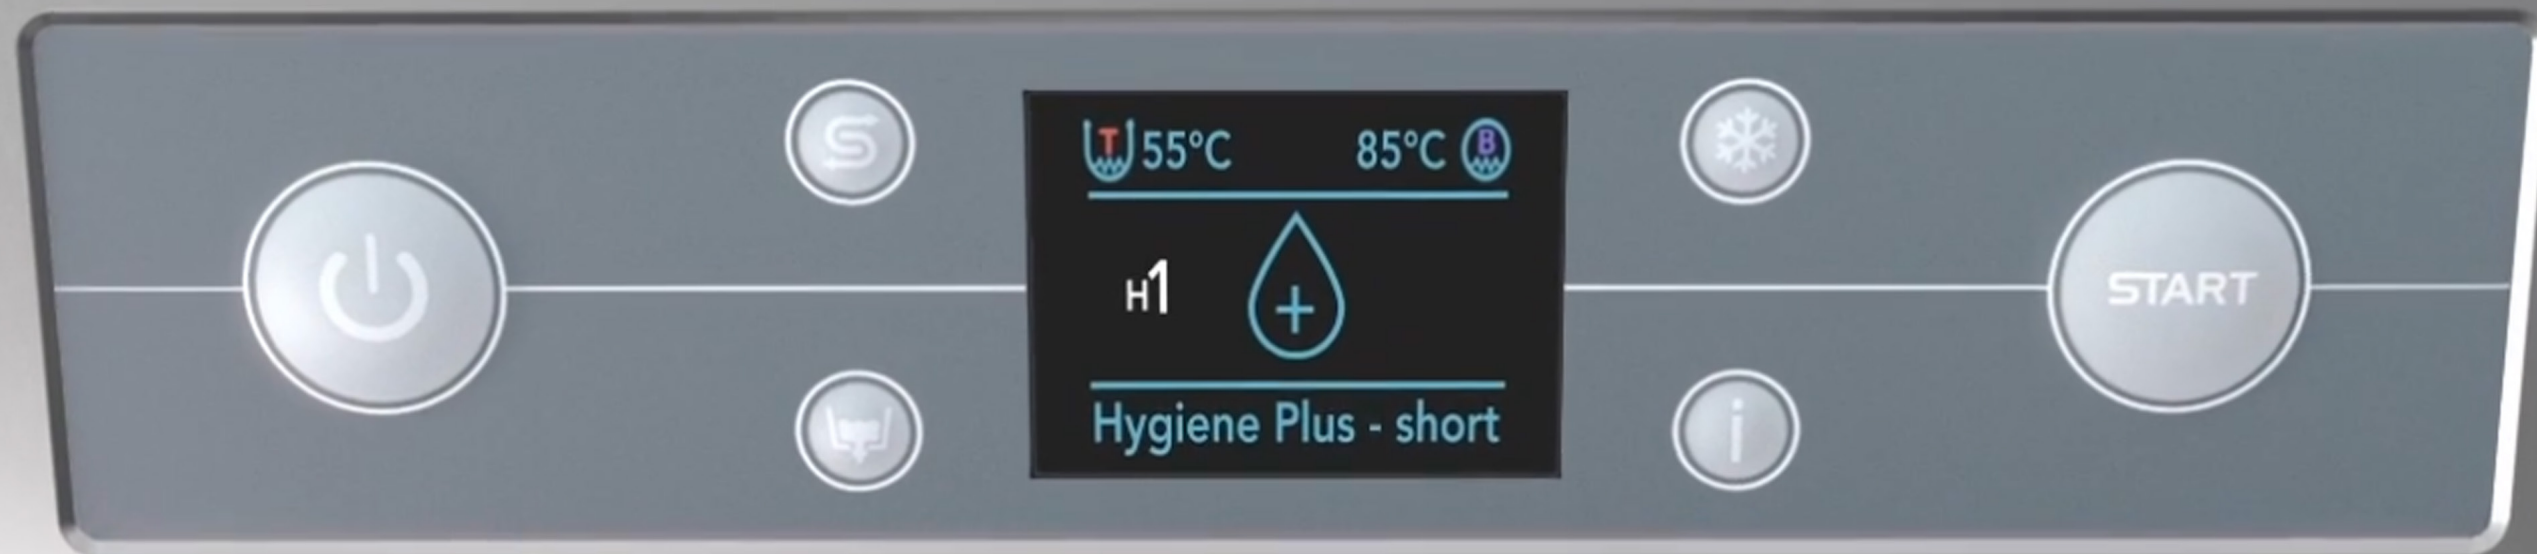 T 55°C 85°C B
H1
START
Hygiene Plus - short
i